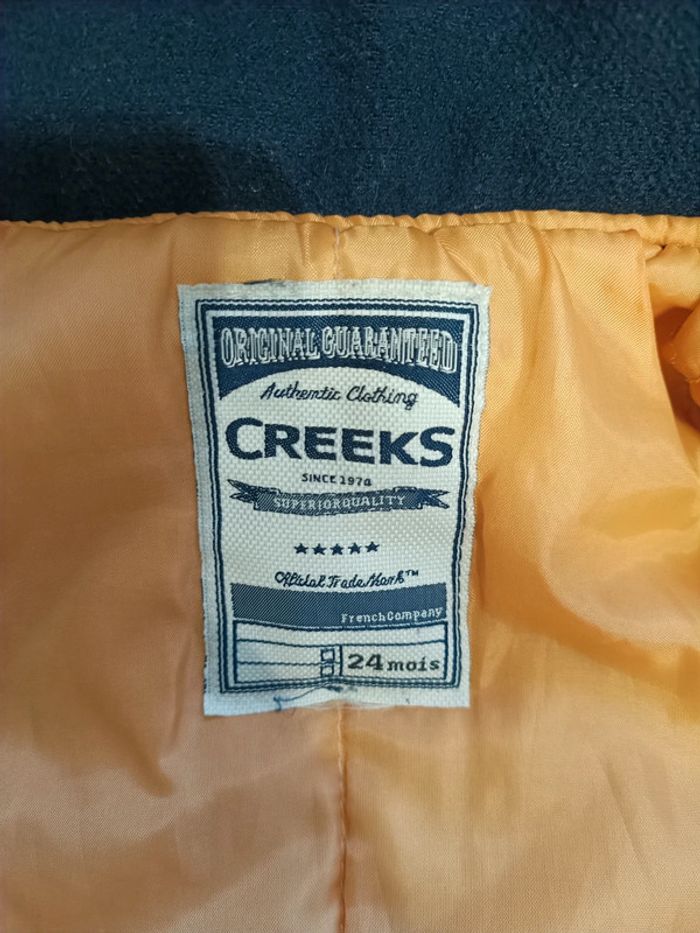 ORIGINAL GUARANTEED
Authentic Clothing
CREEKS
SINCE 1970
SUPERIOR QUALITY
Official Trade Mark™
French Company
24 mois